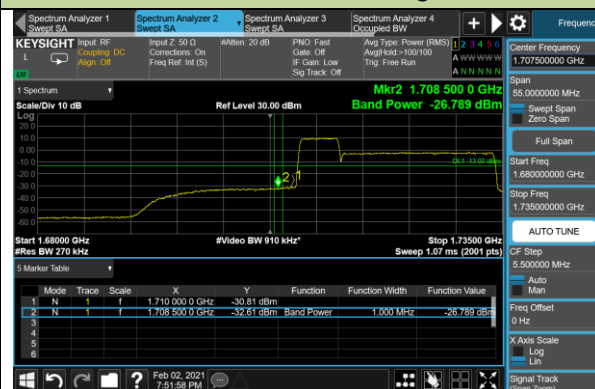 Spectrum Analyzer 1
Swept SA
Spectrum Analyzer 2
Swept SA
Spectrum Analyzer 3
Swept SA
Spectrum Analyzer 4
Occupied BW
Frequenc
KEYSIGHT
L
Input: RF
Coupling: DC
Align: Off
Input Z: 50 Ω
Corrections: On
Freq Ref: Int (S)
#Atten: 20 dB
PNO: Fast
Gate: Off
IF Gain: Low
Sig Track: Off
Avg Type: Power (RMS)
Avg|Hold:>100/100
Trig: Free Run
1 2 3 4 5 6
A W W W W W
A N N N N N
1 Spectrum
Scale/Div 10 dB
Log
Ref Level 30.00 dBm
Mkr2 1.708 500 0 GHz
Band Power -26.789 dBm
20.0
10.0
0.00
-10.0
-20.0
-30.0
-40.0
-50.0
-60.0
DL1 -13.00 dBm
2
1
Start 1.68000 GHz
#Res BW 270 kHz
#Video BW 910 kHz*
Stop 1.73500 GHz
Sweep 1.07 ms (2001 pts)
5 Marker Table
Mode Trace Scale X Y Function Function Width Function Value
1 N 1 f 1.710 000 0 GHz -30.81 dBm
2 N 1 f 1.708 500 0 GHz -32.61 dBm Band Power 1.000 MHz -26.789 dBm
3
4
5
6
Feb 02, 2021
7:51:58 PM
Center Frequency
1.707500000 GHz
Span
55.0000000 MHz
Swept Span
Zero Span
Full Span
Start Freq
1.680000000 GHz
Stop Freq
1.735000000 GHz
AUTO TUNE
CF Step
5.500000 MHz
Auto
Man
Freq Offset
0 Hz
X Axis Scale
Log
Lin
Signal Track
(Span Zoom)